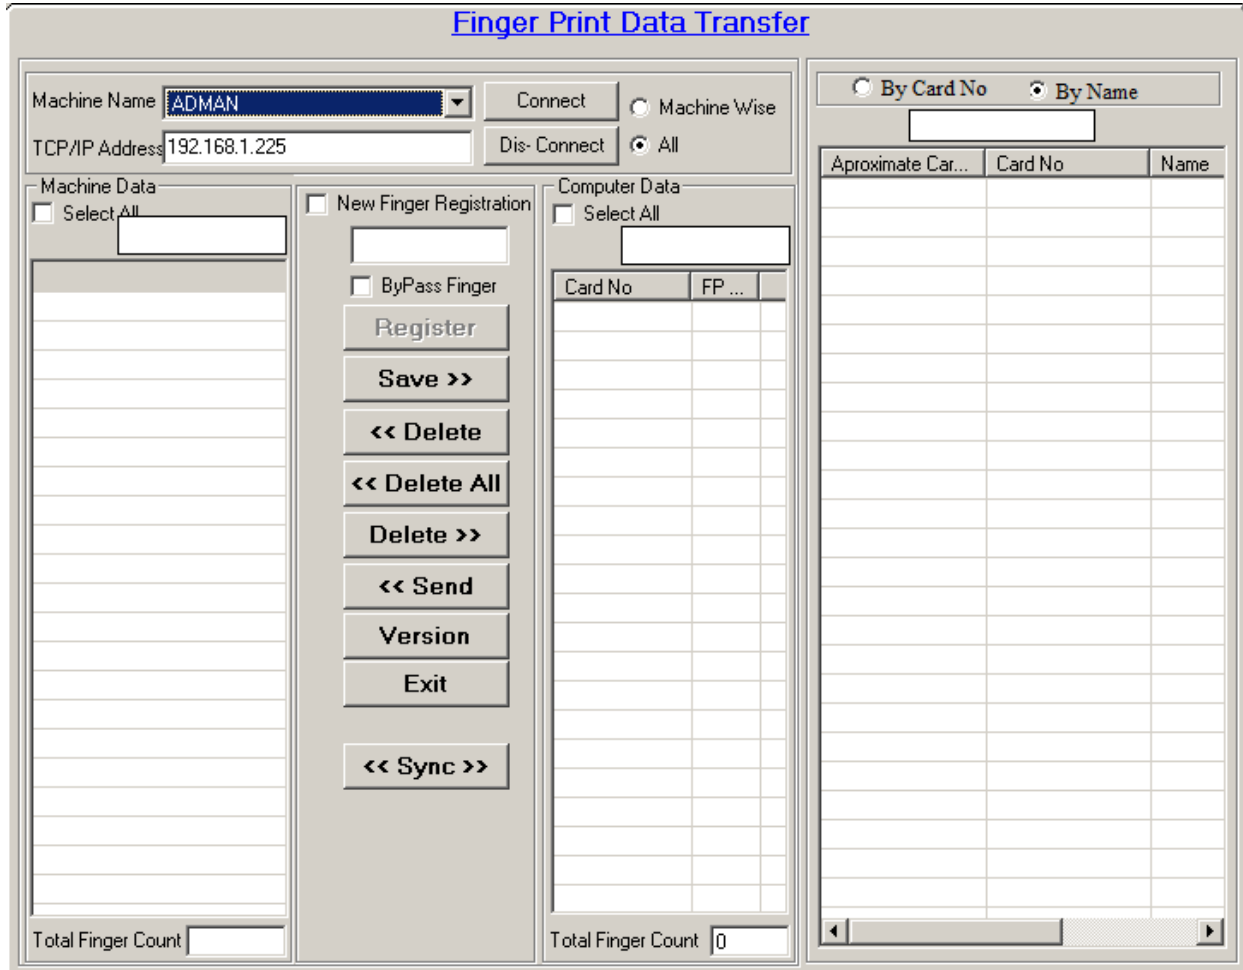 Finger Print Data Transfer
Machine Name ADMAN Connect Machine Wise
TCP/IP Address 192.168.1.225 Dis- Connect All
By Card No By Name
Aproximate Car... Card No Name
Machine Data
Select All
New Finger Registration
ByPass Finger
Register
Save >>
<< Delete
<< Delete All
Delete >>
<< Send
Version
Exit
<< Sync >>
Computer Data
Select All
Card No FP ...
Total Finger Count
Total Finger Count 0